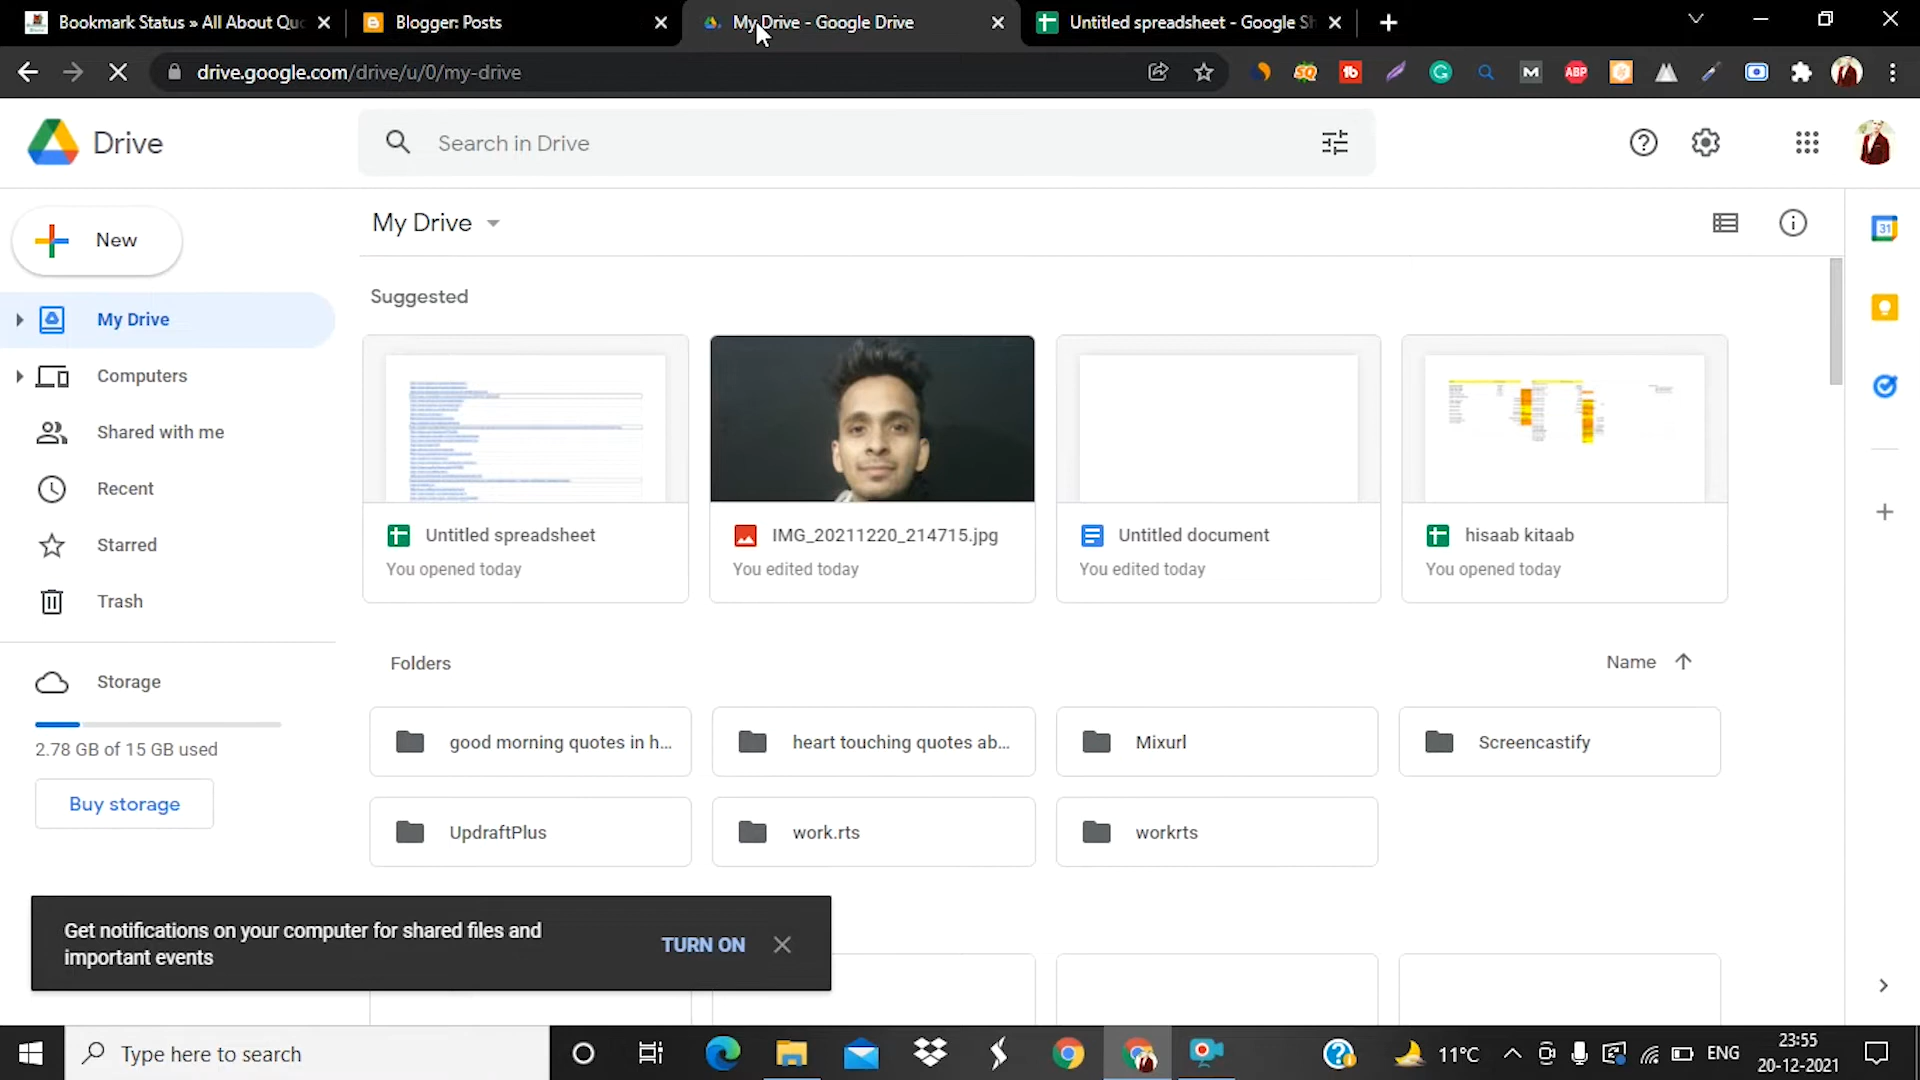 Bookmark Status » All About Quo
Blogger: Posts
My Drive - Google Drive
Untitled spreadsheet - Google Sh
drive.google.com/drive/u/0/my-drive
Drive
Search in Drive
New
My Drive
Computers
Shared with me
Recent
Starred
Trash
Storage
2.78 GB of 15 GB used
Buy storage
My Drive
Suggested
Untitled spreadsheet
You opened today
IMG_20211220_214715.jpg
You edited today
Untitled document
You edited today
hisaab kitaab
You opened today
Folders
Name
good morning quotes in h...
heart touching quotes ab...
Mixurl
Screencastify
UpdraftPlus
work.rts
workrts
Get notifications on your computer for shared files and
important events
TURN ON
31
ABP
Type here to search
11°C
ENG
23:55
20-12-2021